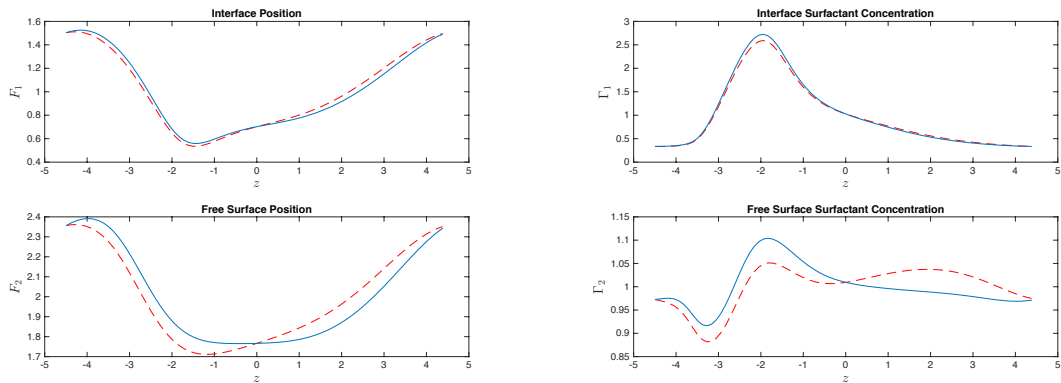 Interface Position
1.6
1.4
1.2
1
0.8
0.6
0.4
F₁
-5 -4 -3 -2 -1 0 1 2 3 4 5
z
Interface Surfactant Concentration
3
2.5
2
1.5
1
0.5
0
Γ₁
-5 -4 -3 -2 -1 0 1 2 3 4 5
z
Free Surface Position
2.4
2.3
2.2
2.1
2
1.9
1.8
1.7
F₂
-5 -4 -3 -2 -1 0 1 2 3 4 5
z
Free Surface Surfactant Concentration
1.15
1.1
1.05
1
0.95
0.9
0.85
Γ₂
-5 -4 -3 -2 -1 0 1 2 3 4 5
z